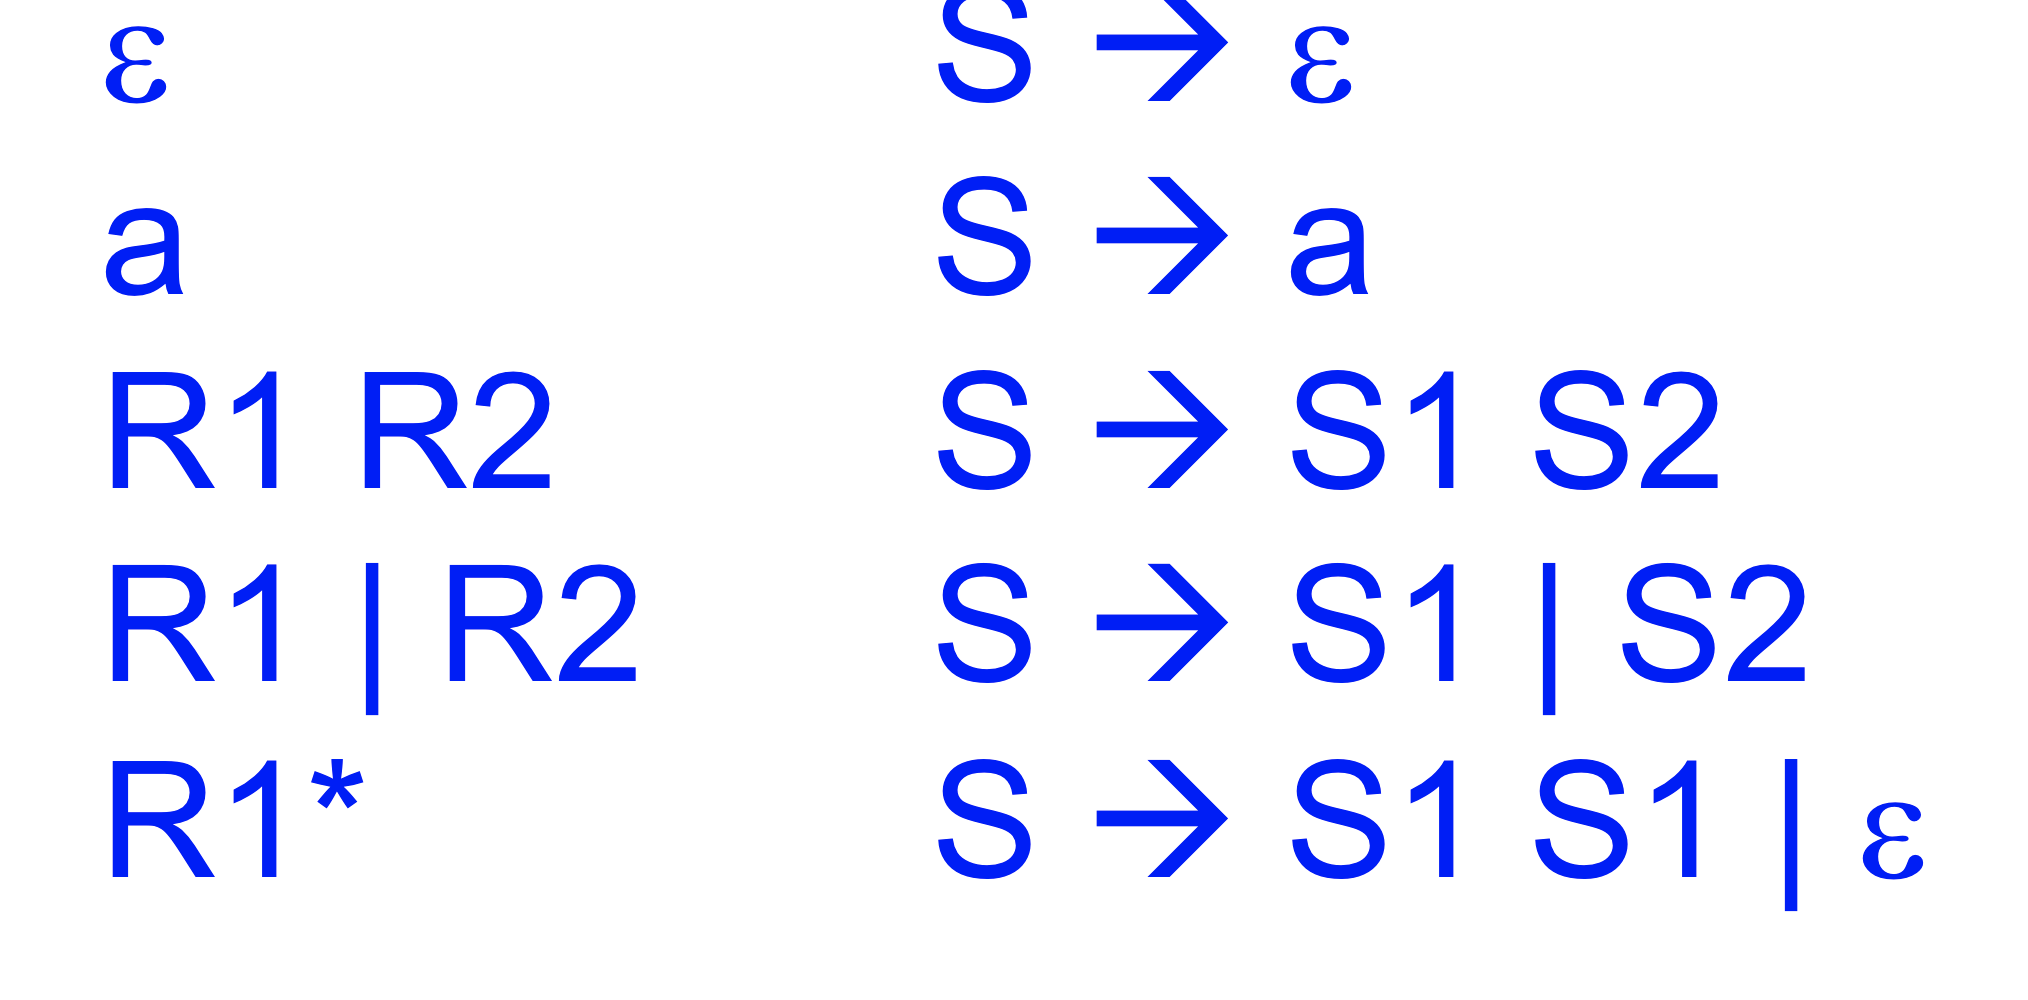 ε S → ε
a S → a
R1 R2 S → S1 S2
R1 | R2 S → S1 | S2
R1* S → S1 S1 | ε